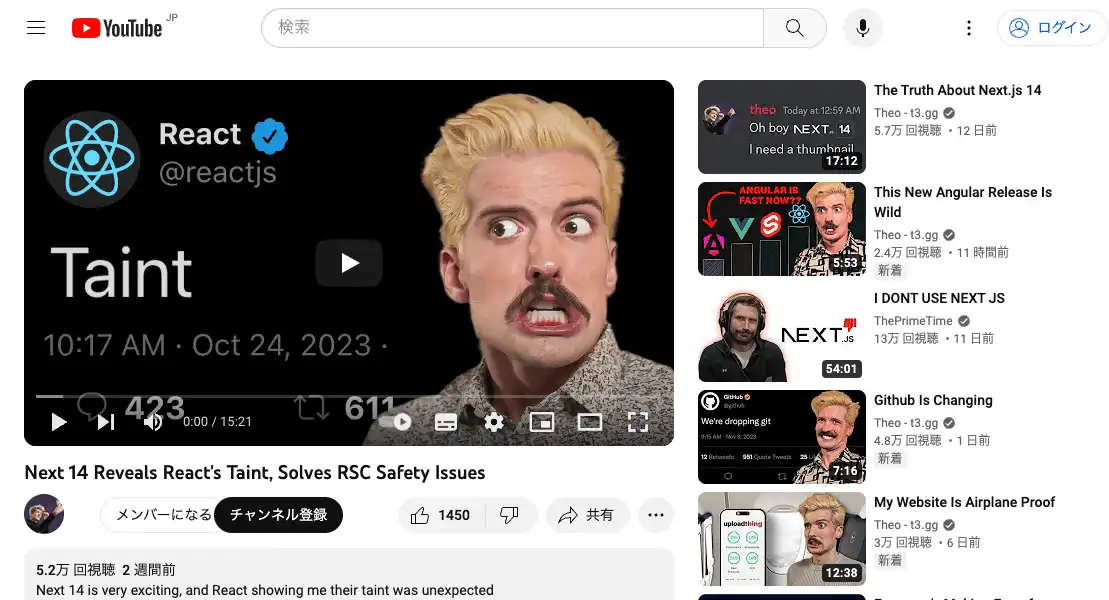 YouTube JP
検索
ログイン
React
@reactjs
Taint
10:17 AM · Oct 24, 2023 ·
423
611
0:00 / 15:21
Next 14 Reveals React's Taint, Solves RSC Safety Issues
メンバーになる
チャンネル登録
1450
共有
5.2万 回視聴 2 週間前
Next 14 is very exciting, and React showing me their taint was unexpected
theo Today at 12:59 AM
Oh boy NEXT.js 14
I need a thumbnail
17:12
The Truth About Next.js 14
Theo - t3.gg
5.7万 回視聴 ・12 日前
ANGULAR IS
FAST NOW??
5:53
This New Angular Release Is
Wild
Theo - t3.gg
2.4万 回視聴 ・11 時間前
新着
NEXT.JS
54:01
I DONT USE NEXT JS
ThePrimeTime
13万 回視聴 ・11 日前
GitHub
@github
We're dropping git
9:15 AM · Nov 9, 2023
12 Retweets 951 Quote Tweets
7:16
Github Is Changing
Theo - t3.gg
4.8万 回視聴 ・1 日前
新着
uploadthing
12:38
My Website Is Airplane Proof
Theo - t3.gg
3万 回視聴 ・6 日前
新着